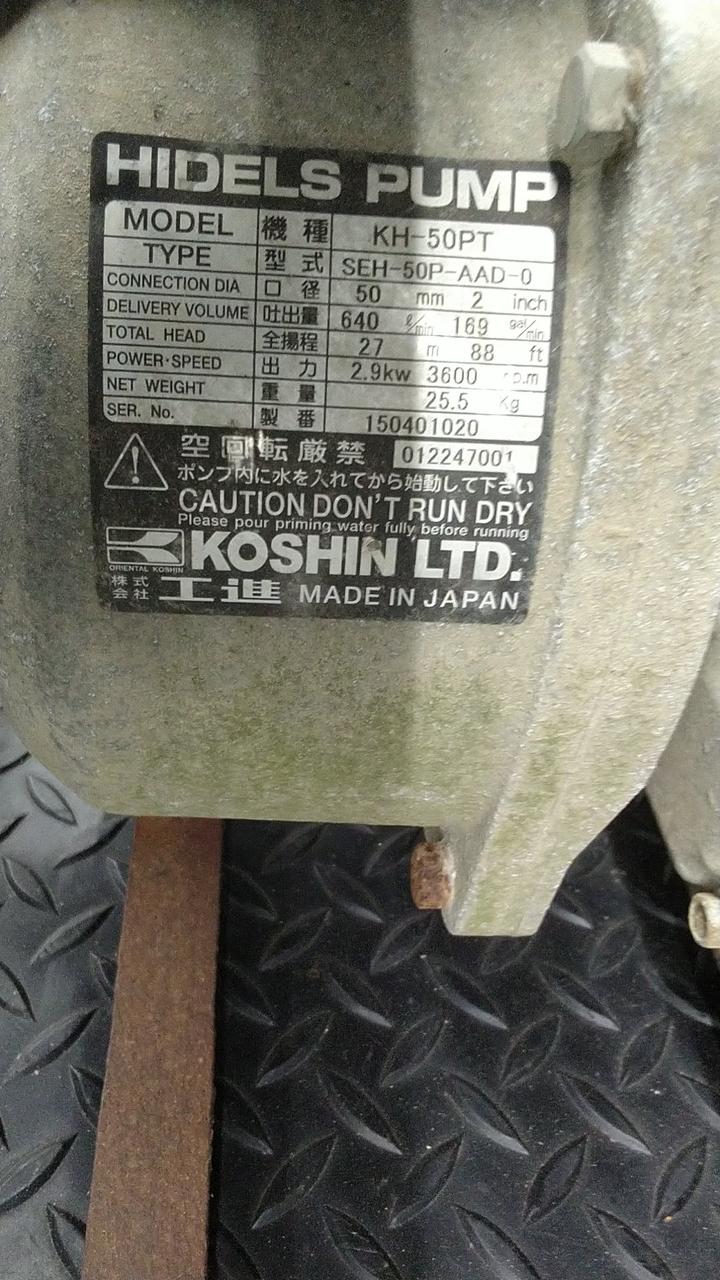 HIDELS PUMP
MODEL 機種 KH-50PT
TYPE 型式 SEH-50P-AAD-0
CONNECTION DIA 口径 50 mm 2 inch
DELIVERY VOLUME 吐出量 640 ℓ/min 169 gal/min
TOTAL HEAD 全揚程 27 m 88 ft
POWER・SPEED 出力 2.9kw 3600 r.p.m
NET WEIGHT 重量 25.5 Kg
SER. No. 製番 150401020
空回転厳禁 012247001
ポンプ内に水を入れてから始動して下さい
CAUTION DON'T RUN DRY
Please pour priming water fully before running
ORIENTAL KOSHIN KOSHIN LTD.
株式会社 工進 MADE IN JAPAN